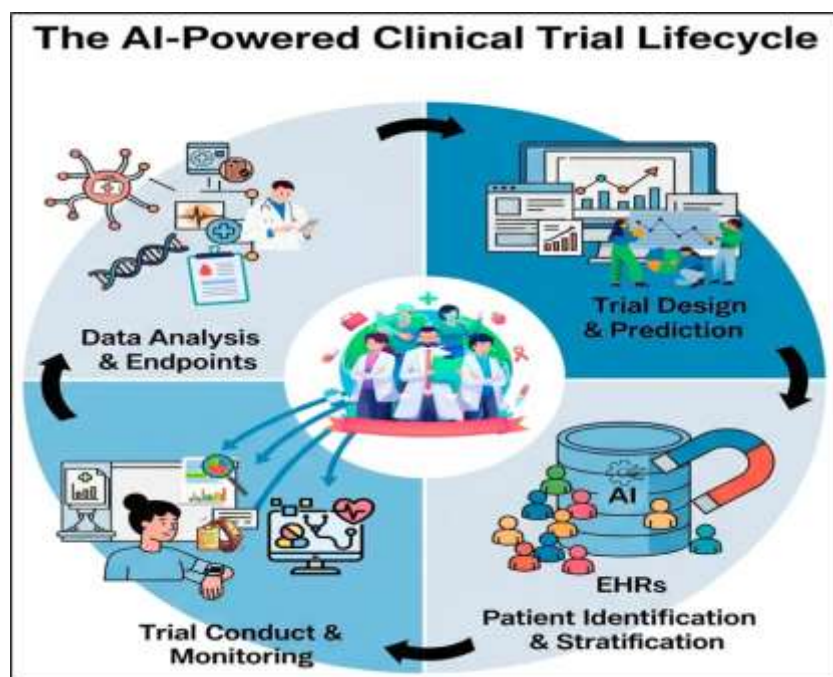 The AI-Powered Clinical Trial Lifecycle
Data Analysis
& Endpoints
Trial Design
& Prediction
AI
EHRs
Patient Identification
& Stratification
Trial Conduct &
Monitoring